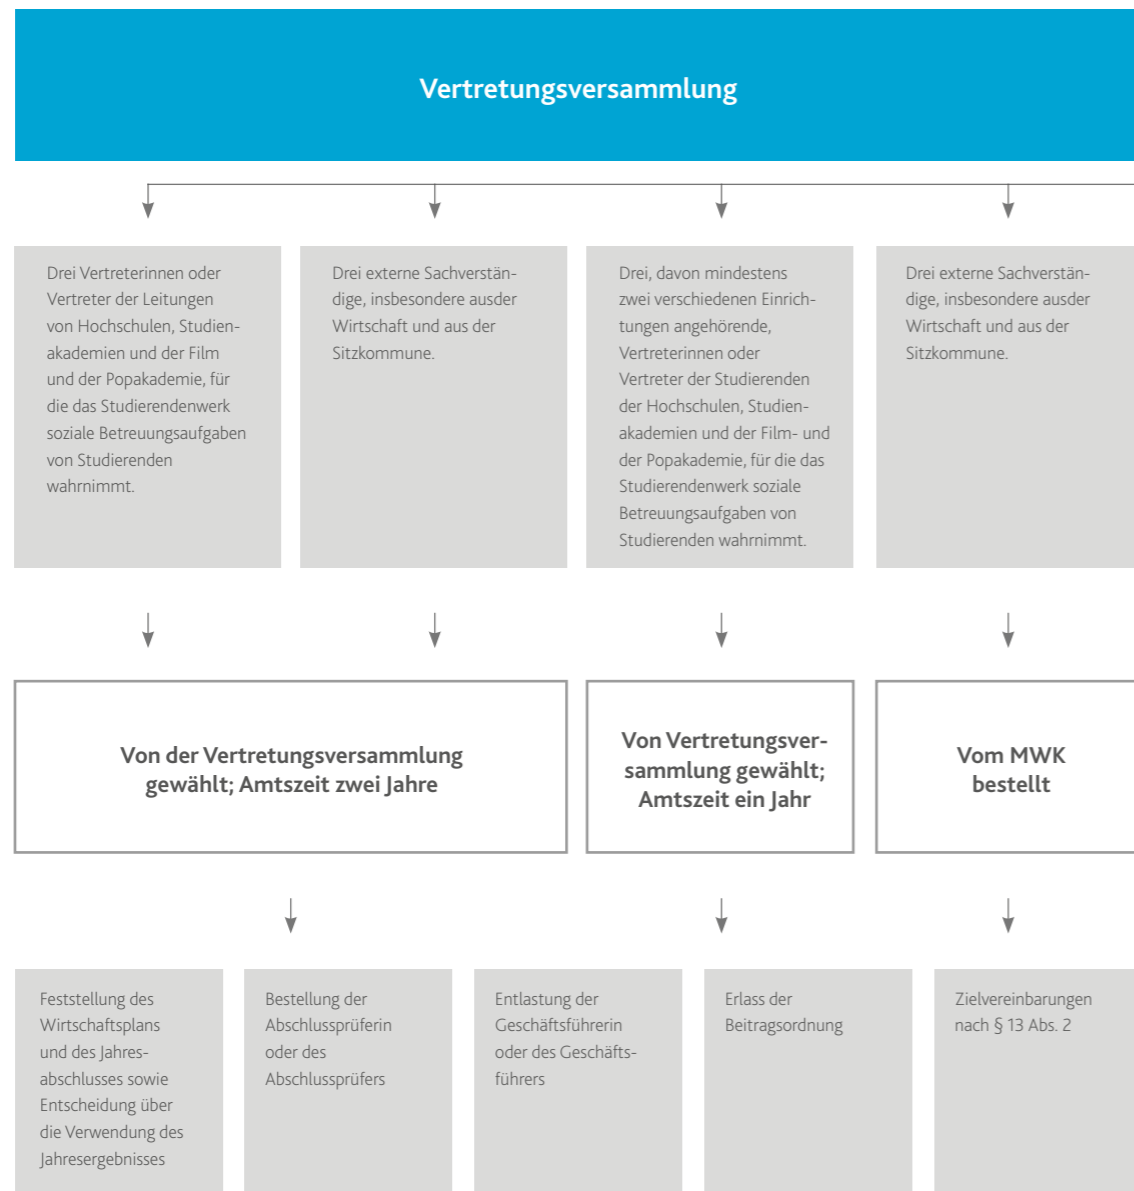 Vertretungsversammlung
Drei Vertreterinnen oder
Vertreter der Leitungen
von Hochschulen, Studien-
akademien und der Film
und der Popakademie, für
die das Studierendenwerk
soziale Betreuungsaufgaben
von Studierenden
wahrnimmt.
Drei externe Sachverstän-
dige, insbesondere ausder
Wirtschaft und aus der
Sitzkommune.
Drei, davon mindestens
zwei verschiedenen Einrich-
tungen angehörende,
Vertreterinnen oder
Vertreter der Studierenden
der Hochschulen, Studien-
akademien und der Film- und
der Popakademie, für die das
Studierendenwerk soziale
Betreuungsaufgaben von
Studierenden wahrnimmt.
Drei externe Sachverstän-
dige, insbesondere ausder
Wirtschaft und aus der
Sitzkommune.
Von der Vertretungsversammlung
gewählt; Amtszeit zwei Jahre
Von Vertretungsver-
sammlung gewählt;
Amtszeit ein Jahr
Vom MWK
bestellt
Feststellung des
Wirtschaftsplans
und des Jahres-
abschlusses sowie
Entscheidung über
die Verwendung des
Jahresergebnisses
Bestellung der
Abschlussprüferin
oder des
Abschlussprüfers
Entlastung der
Geschäftsführerin
oder des Geschäfts-
führers
Erlass der
Beitragsordnung
Zielvereinbarungen
nach § 13 Abs. 2